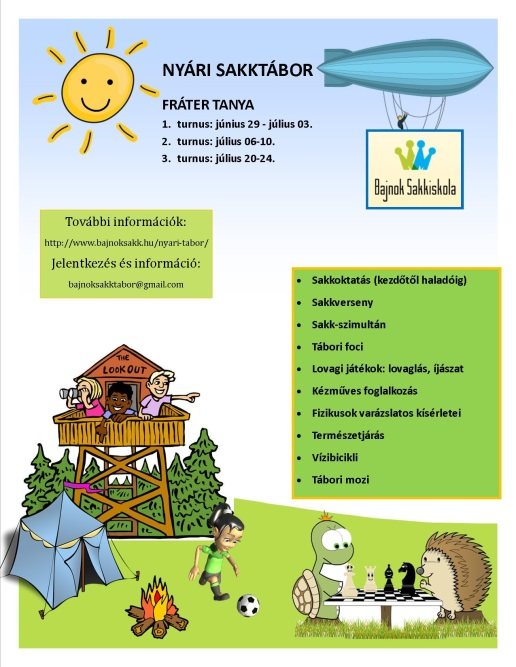 NYÁRI SAKKTÁBOR
FRÁTER TANYA
1. turnus: június 29 - július 03.
2. turnus: július 06-10.
3. turnus: július 20-24.
Bajnok Sakkiskola
További információk:
http://www.bajnoksakk.hu/nyari-tabor/
Jelentkezés és információ:
bajnoksakktabor@gmail.com
• Sakkoktatás (kezdőtől haladóig)
• Sakkverseny
• Sakk-szimultán
• Tábori foci
• Lovagi játékok: lovaglás, íjászat
• Kézműves foglalkozás
• Fizikusok varázslatos kísérletei
• Természetjárás
• Vízibicikli
• Tábori mozi
THE
LOOKOUT